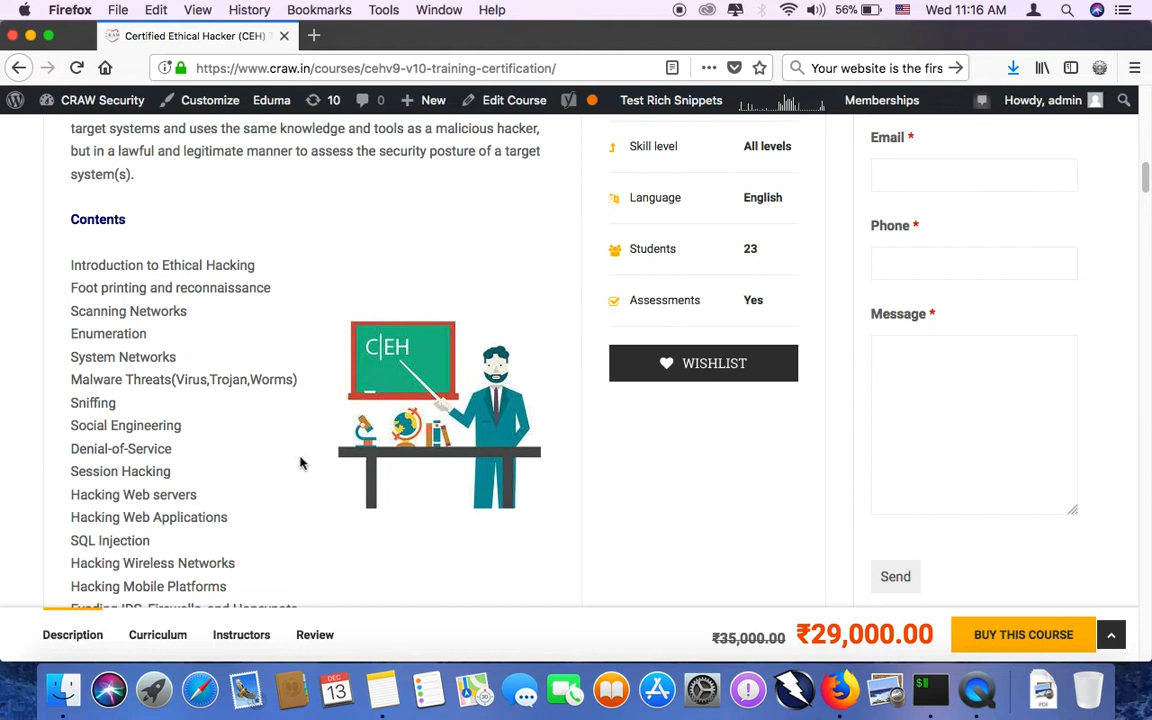 Firefox File Edit View History Bookmarks Tools Window Help 56% Wed 11:16 AM
Certified Ethical Hacker (CEH) T
https://www.craw.in/courses/cehv9-v10-training-certification/
Your website is the firs
CRAW Security Customize Eduma 10 0 New Edit Course Test Rich Snippets Memberships Howdy, admin
target systems and uses the same knowledge and tools as a malicious hacker,
but in a lawful and legitimate manner to assess the security posture of a target
system(s).
Contents
Introduction to Ethical Hacking
Foot printing and reconnaissance
Scanning Networks
Enumeration
System Networks
Malware Threats(Virus,Trojan,Worms)
Sniffing
Social Engineering
Denial-of-Service
Session Hacking
Hacking Web servers
Hacking Web Applications
SQL Injection
Hacking Wireless Networks
Hacking Mobile Platforms
C|EH
Skill level All levels
Language English
Students 23
Assessments Yes
WISHLIST
Email *
Phone *
Message *
Send
Description Curriculum Instructors Review
₹35,000.00 ₹29,000.00 BUY THIS COURSE
DEC
13
PDF